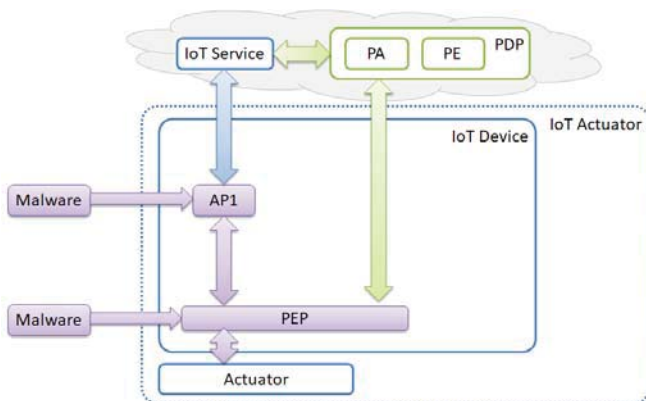 PDP
IoT Service
PA
PE
IoT Actuator
IoT Device
Malware
AP1
Malware
PEP
Actuator